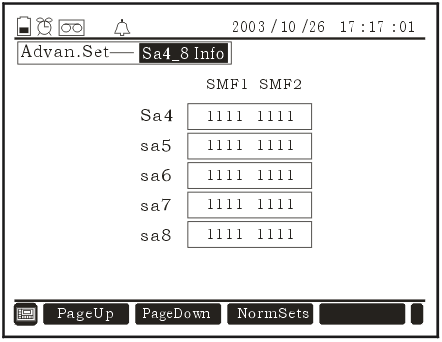 2003/10/26 17:17:01
Advan.Set— Sa4_8 Info
SMF1 SMF2
Sa4 1111 1111
sa5 1111 1111
sa6 1111 1111
sa7 1111 1111
sa8 1111 1111
PageUp PageDown NormSets